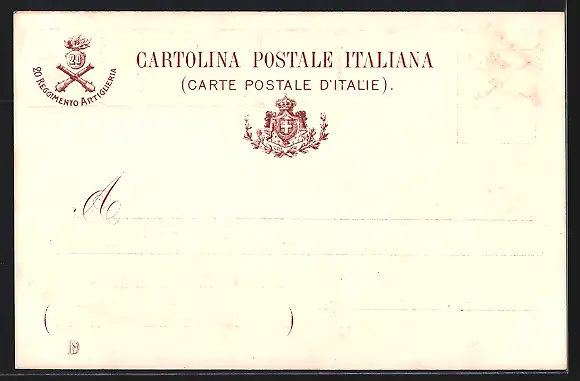 20
20 REGGIMENTO ARTIGLIERIA
CARTOLINA POSTALE ITALIANA
(CARTE POSTALE D'ITALIE).
A
( )